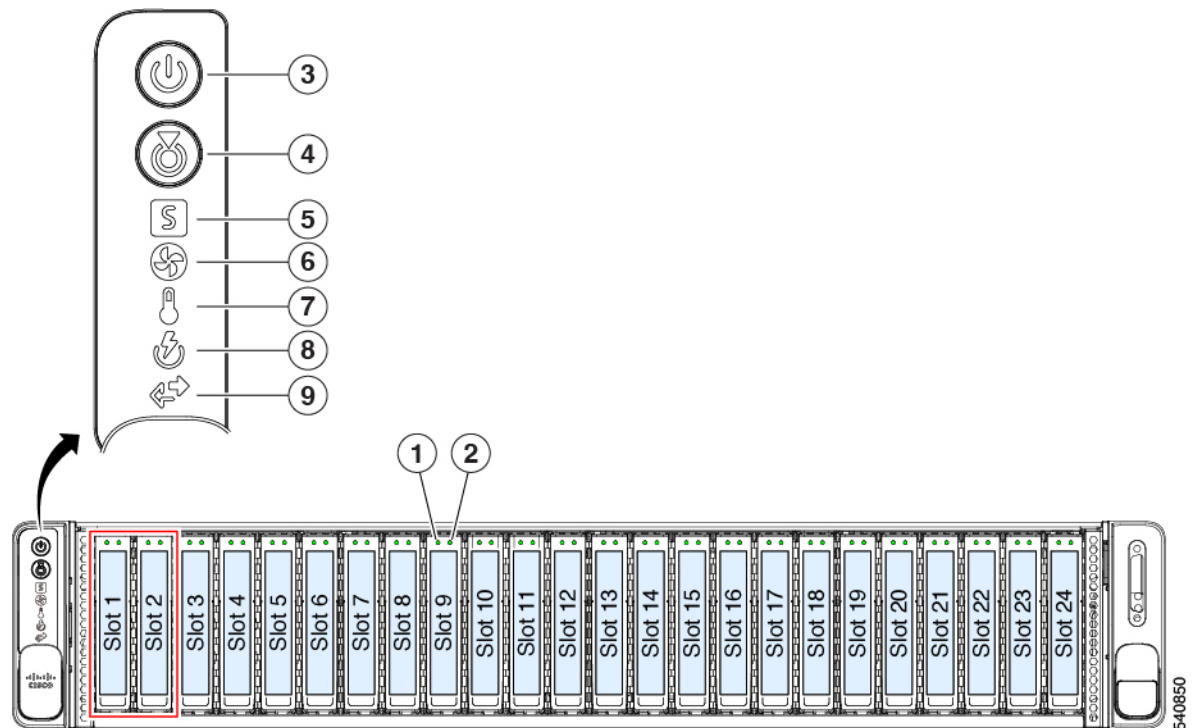 3
4
5
S
6
7
8
9
1
2
Slot 1
Slot 2
Slot 3
Slot 4
Slot 5
Slot 6
Slot 7
Slot 8
Slot 9
Slot 10
Slot 11
Slot 12
Slot 13
Slot 14
Slot 15
Slot 16
Slot 17
Slot 18
Slot 19
Slot 20
Slot 21
Slot 22
Slot 23
Slot 24
CISCO